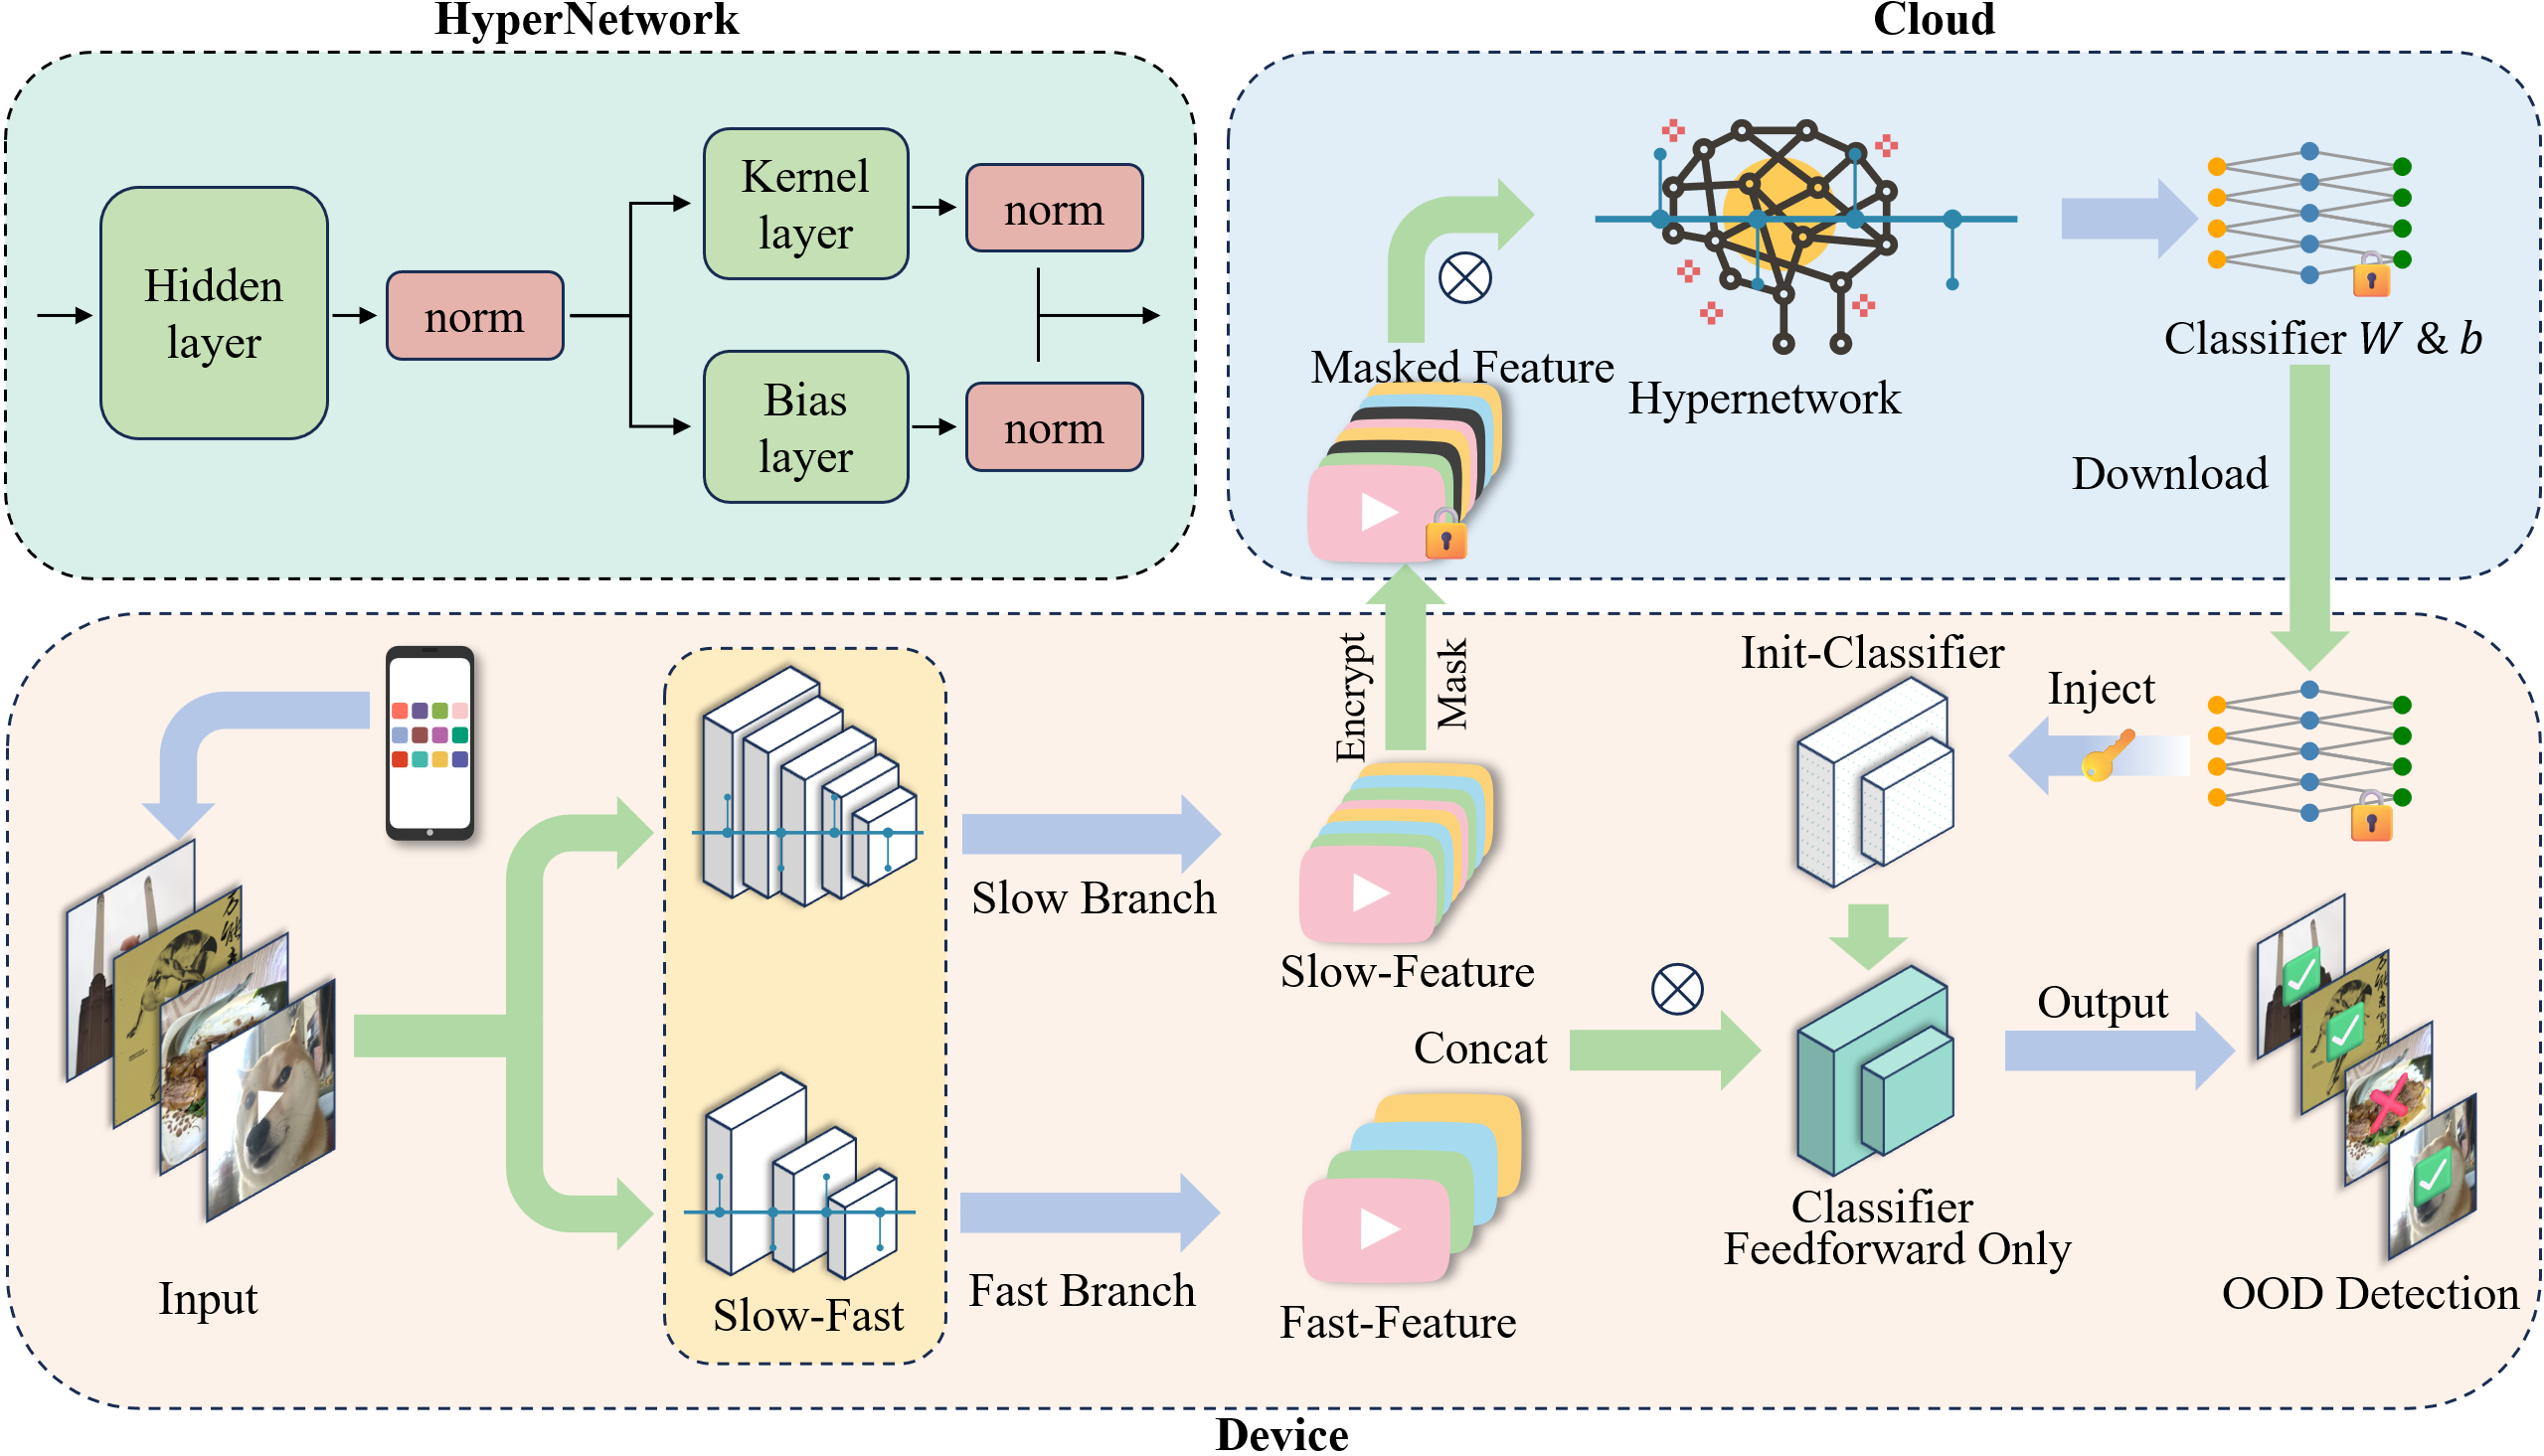 HyperNetwork
Hidden
layer
norm
Kernel
layer
norm
Bias
layer
norm
Cloud
Masked Feature
Hypernetwork
Classifier W & b
Download
Encrypt
Mask
Init-Classifier
Inject
Slow Branch
Slow-Feature
Concat
Output
Input
Slow-Fast
Fast Branch
Fast-Feature
Classifier
Feedforward Only
OOD Detection
Device